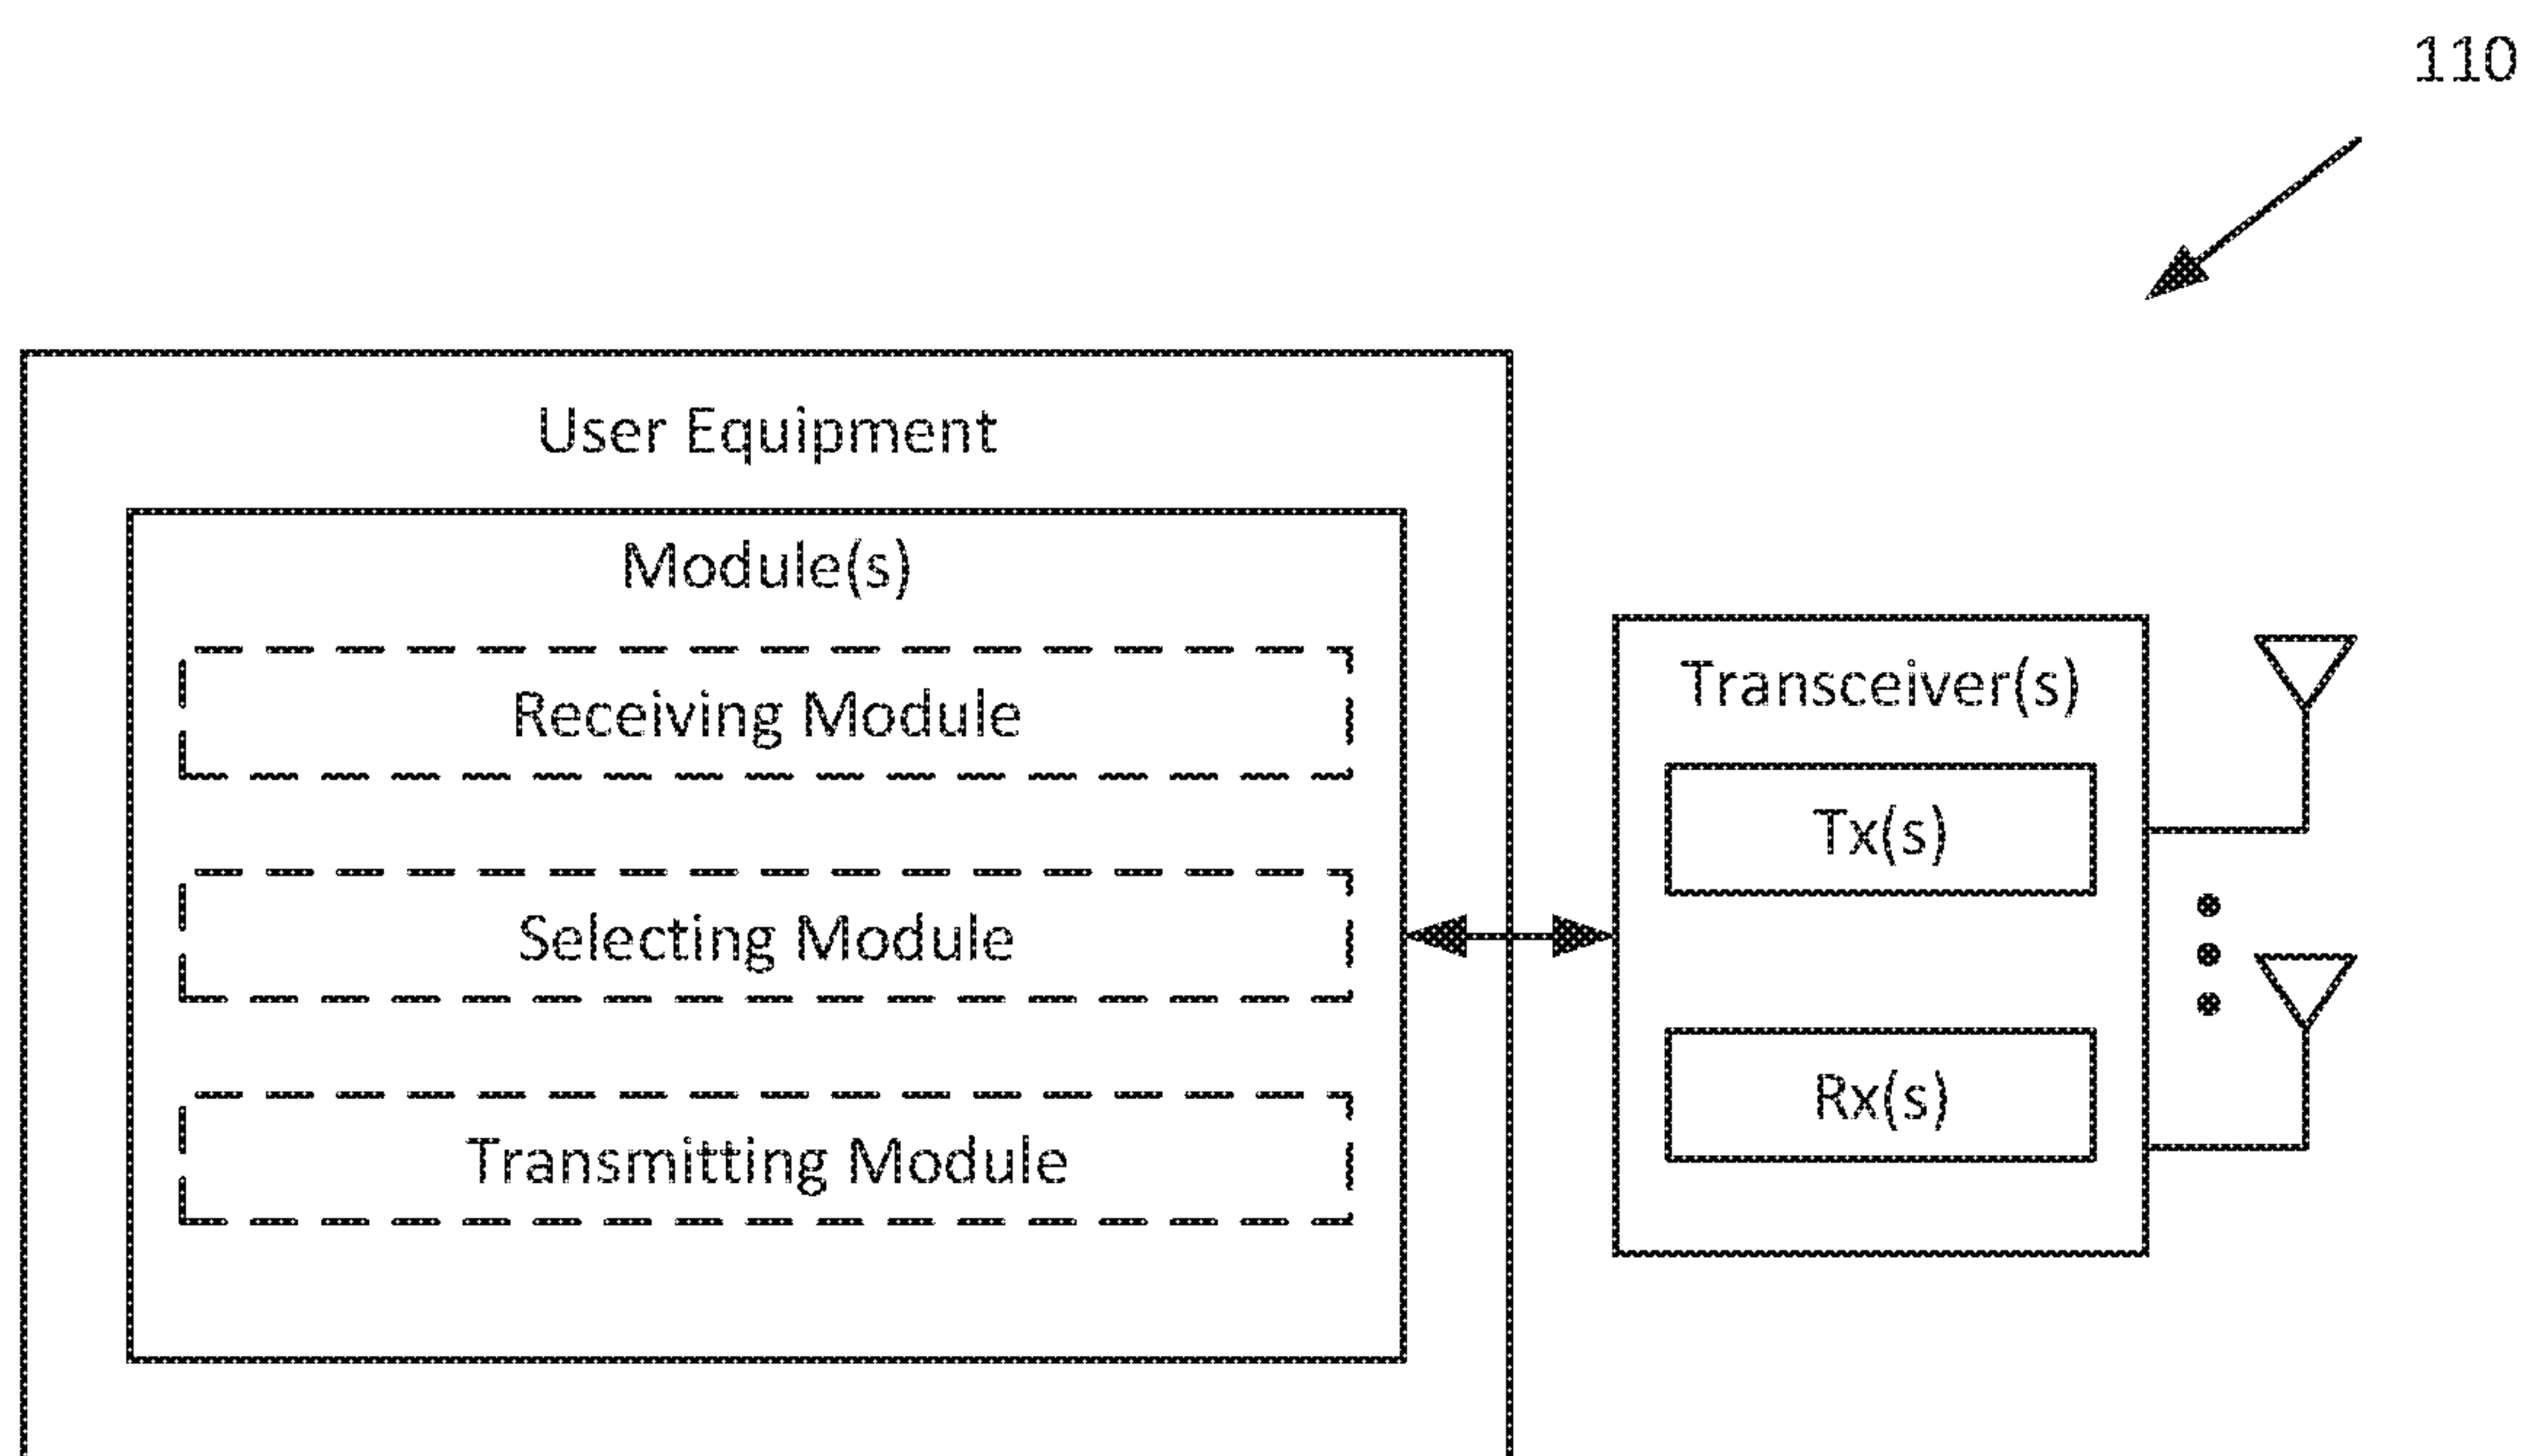 110
User Equipment
Module(s)
Receiving Module
Selecting Module
Transmitting Module
Transceiver(s)
Tx(s)
Rx(s)